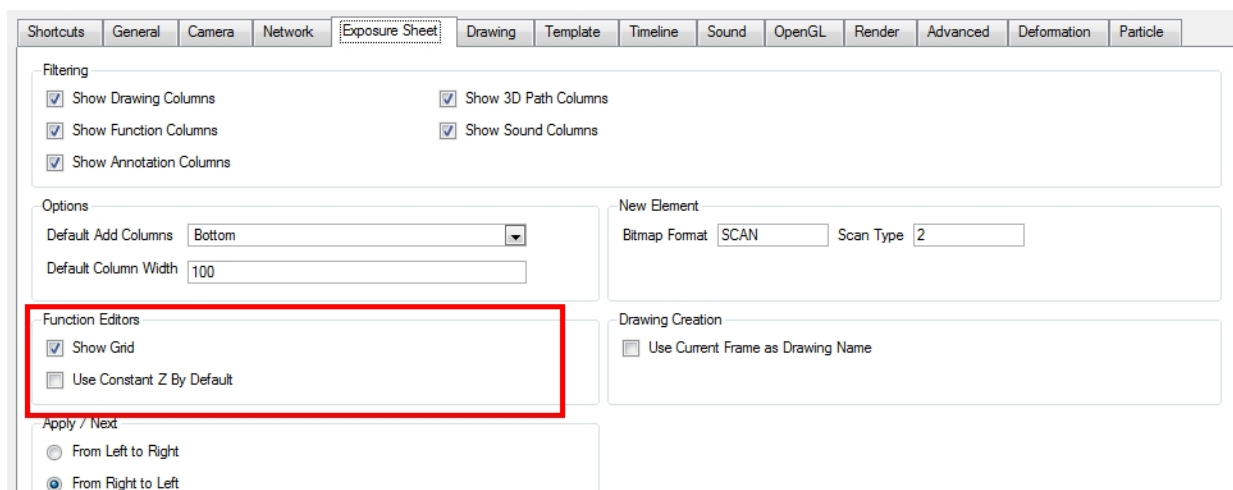 Shortcuts General Camera Network Exposure Sheet Drawing Template Timeline Sound OpenGL Render Advanced Deformation Particle
Filtering
Show Drawing Columns Show 3D Path Columns
Show Function Columns Show Sound Columns
Show Annotation Columns
Options
Default Add Columns Bottom
Default Column Width 100
New Element
Bitmap Format SCAN Scan Type 2
Function Editors
Show Grid
Use Constant Z By Default
Drawing Creation
Use Current Frame as Drawing Name
Apply / Next
From Left to Right
From Right to Left